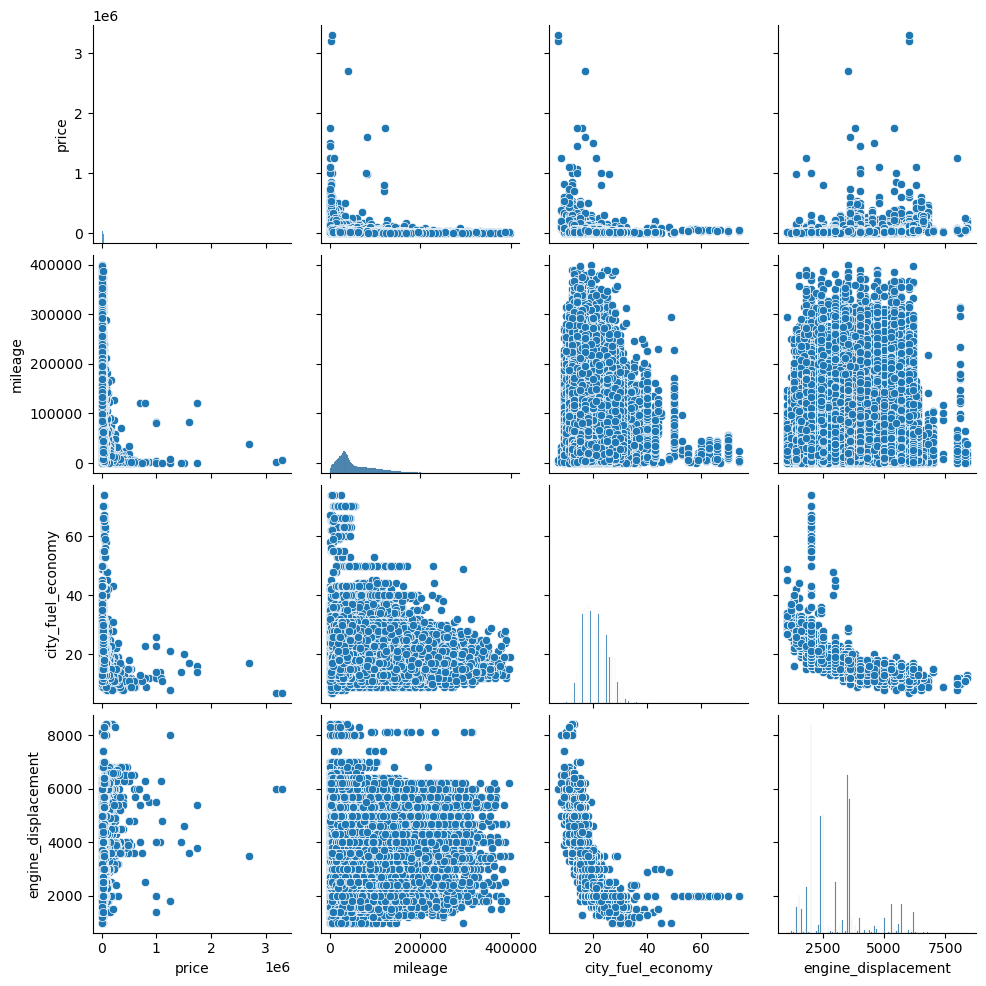 1e6
3
2
1
0
price
400000
300000
200000
100000
0
mileage
60
40
20
city_fuel_economy
8000
6000
4000
2000
engine_displacement
0 1 2 3 0 200000 400000 20 40 60 2500 5000 7500
1e6
price mileage city_fuel_economy engine_displacement